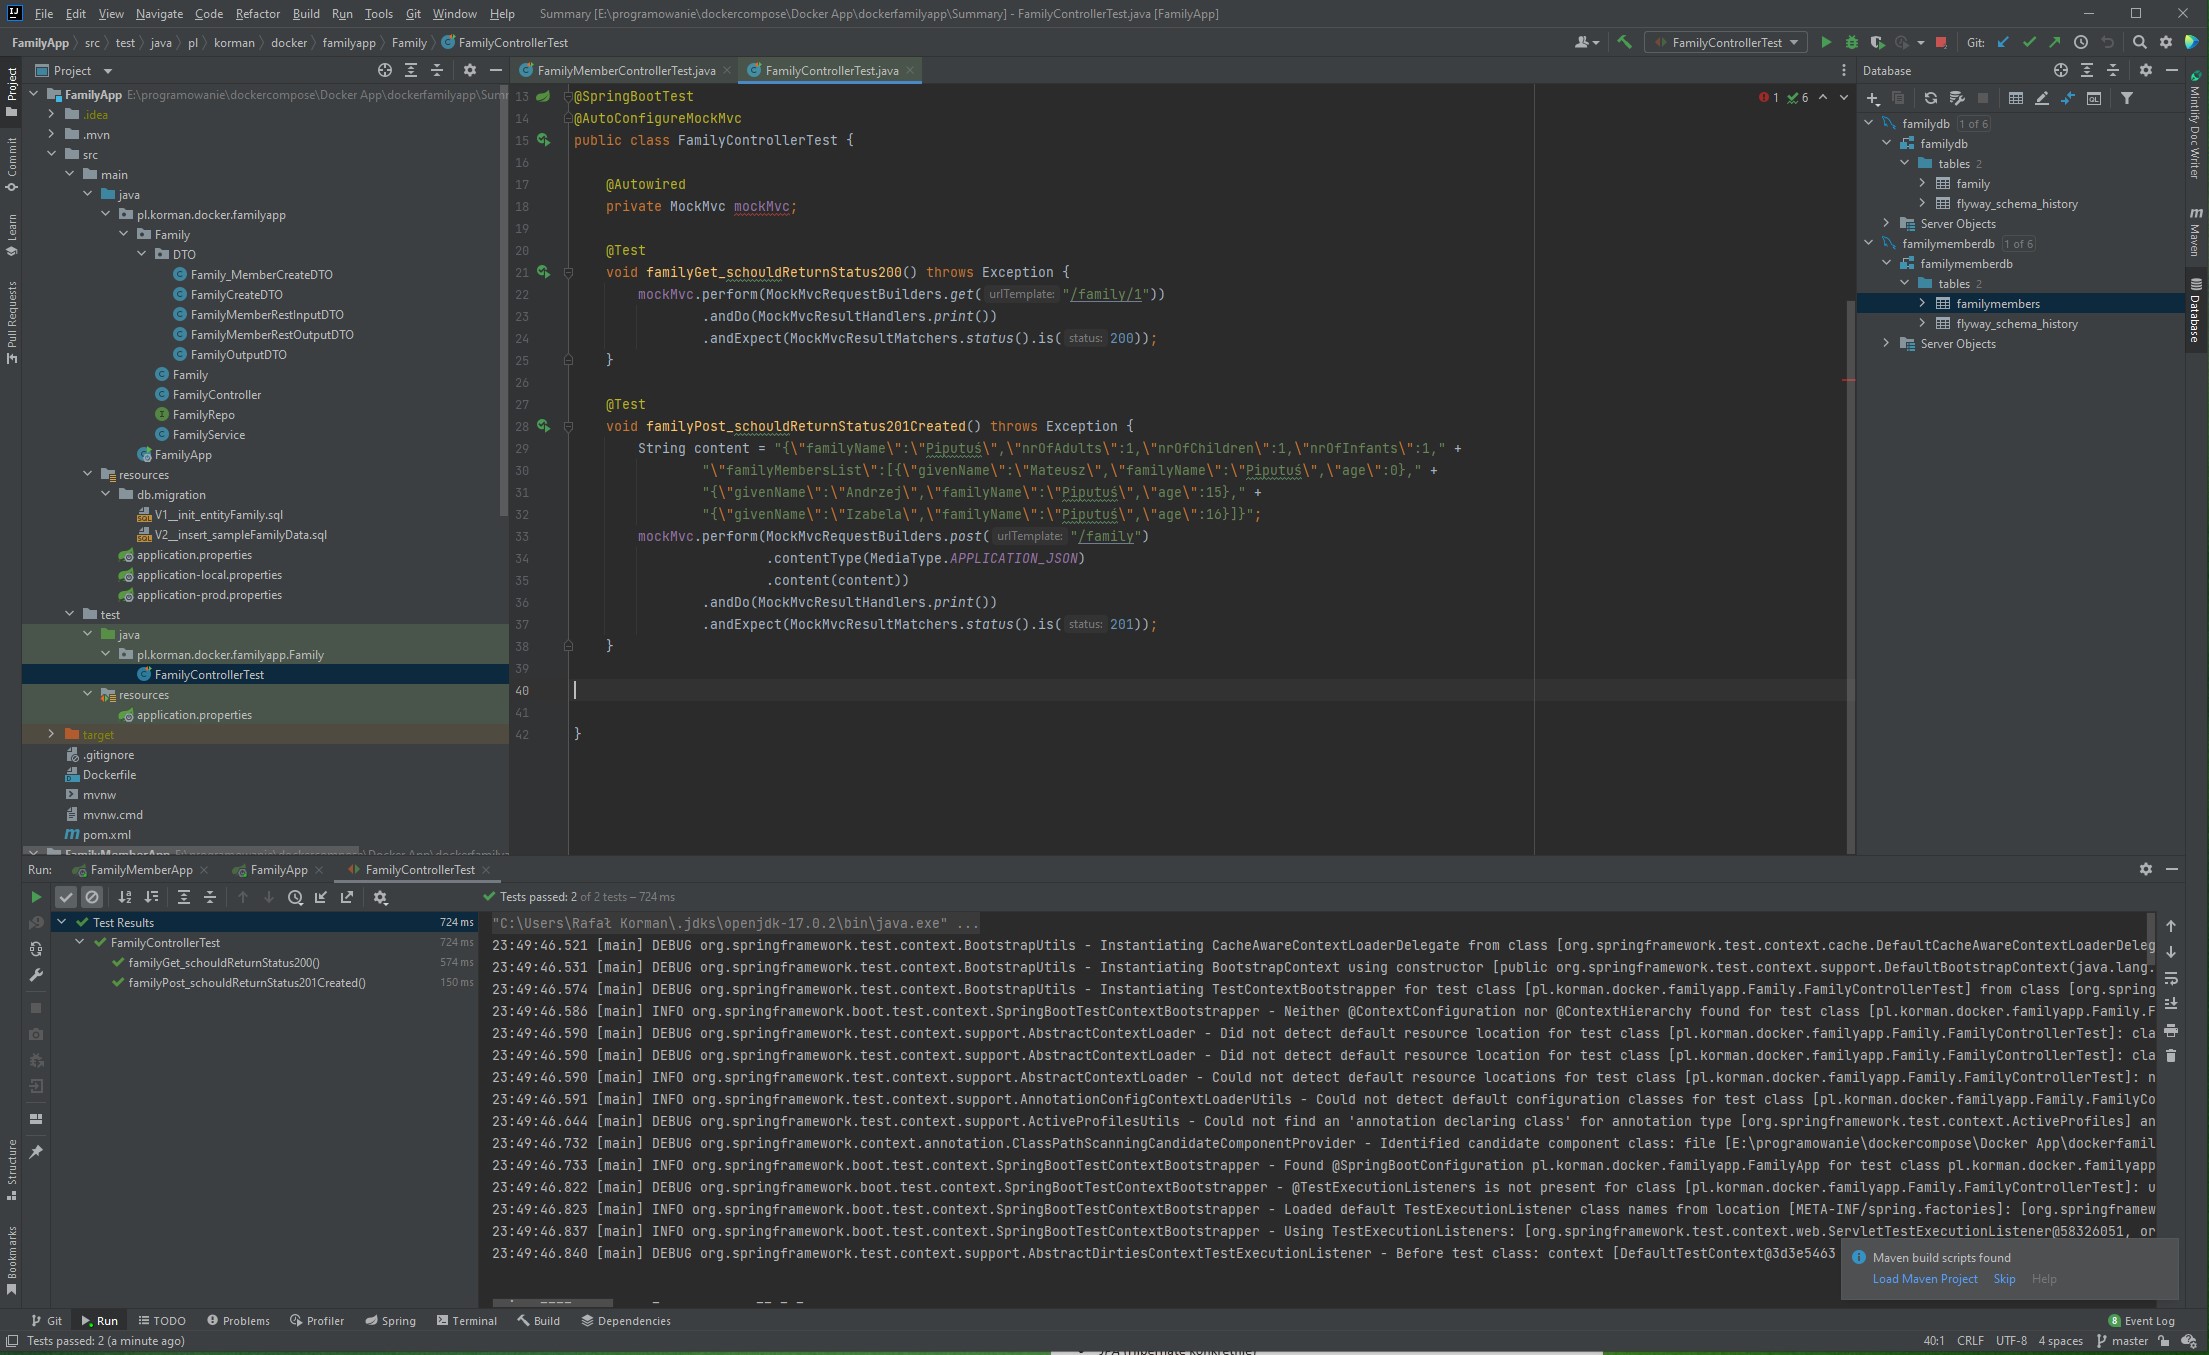 File Edit View Navigate Code Refactor Build Run Tools Git Window Help Summary [E:\programowanie\dockercompose\Docker App\dockerfamilyapp\Summary] - FamilyControllerTest.java [FamilyApp]
FamilyApp src test java pl korman docker familyapp Family FamilyControllerTest FamilyControllerTest Git:
Project
FamilyMemberControllerTest.java FamilyControllerTest.java
Database
Project
Commit
Learn
Pull Requests
FamilyApp E:\programowanie\dockercompose\Docker App\dockerfamilyapp\Summ
.idea
.mvn
src
main
java
pl.korman.docker.familyapp
Family
DTO
Family_MemberCreateDTO
FamilyCreateDTO
FamilyMemberRestInputDTO
FamilyMemberRestOutputDTO
FamilyOutputDTO
Family
FamilyController
FamilyRepo
FamilyService
FamilyApp
resources
db.migration
V1__init_entityFamily.sql
V2__insert_sampleFamilyData.sql
application.properties
application-local.properties
application-prod.properties
test
java
pl.korman.docker.familyapp.Family
FamilyControllerTest
resources
application.properties
target
.gitignore
Dockerfile
mvnw
mvnw.cmd
pom.xml
13 @SpringBootTest
14 @AutoConfigureMockMvc
15 public class FamilyControllerTest {
16
17 @Autowired
18 private MockMvc mockMvc;
19
20 @Test
21 void familyGet_schouldReturnStatus200() throws Exception {
22 mockMvc.perform(MockMvcRequestBuilders.get( urlTemplate: "/family/1"))
23 .andDo(MockMvcResultHandlers.print())
24 .andExpect(MockMvcResultMatchers.status().is( status: 200));
25 }
26
27 @Test
28 void familyPost_schouldReturnStatus201Created() throws Exception {
29 String content = "{\"familyName\":\"Piputuś\",\"nrOfAdults\":1,\"nrOfChildren\":1,\"nrOfInfants\":1," +
30 "\"familyMembersList\":[{\"givenName\":\"Mateusz\",\"familyName\":\"Piputuś\",\"age\":0}," +
31 "{\"givenName\":\"Andrzej\",\"familyName\":\"Piputuś\",\"age\":15}," +
32 "{\"givenName\":\"Izabela\",\"familyName\":\"Piputuś\",\"age\":16}]}";
33 mockMvc.perform(MockMvcRequestBuilders.post( urlTemplate: "/family")
34 .contentType(MediaType.APPLICATION_JSON)
35 .content(content))
36 .andDo(MockMvcResultHandlers.print())
37 .andExpect(MockMvcResultMatchers.status().is( status: 201));
38 }
39
40
41
42 }
1 6
familydb 1 of 6
familydb
tables 2
family
flyway_schema_history
Server Objects
familymemberdb 1 of 6
familymemberdb
tables 2
familymembers
flyway_schema_history
Server Objects
Mintlify Doc Writer
Maven
Database
Run: FamilyMemberApp FamilyApp FamilyControllerTest
Tests passed: 2 of 2 tests – 724 ms
Test Results 724 ms
FamilyControllerTest 724 ms
familyGet_schouldReturnStatus200() 574 ms
familyPost_schouldReturnStatus201Created() 150 ms
"C:\Users\Rafał Korman\.jdks\openjdk-17.0.2\bin\java.exe" ...
23:49:46.521 [main] DEBUG org.springframework.test.context.BootstrapUtils - Instantiating CacheAwareContextLoaderDelegate from class [org.springframework.test.context.cache.DefaultCacheAwareContextLoaderDeleg
23:49:46.531 [main] DEBUG org.springframework.test.context.BootstrapUtils - Instantiating BootstrapContext using constructor [public org.springframework.test.context.support.DefaultBootstrapContext(java.lang.
23:49:46.574 [main] DEBUG org.springframework.test.context.BootstrapUtils - Instantiating TestContextBootstrapper for test class [pl.korman.docker.familyapp.Family.FamilyControllerTest] from class [org.spring
23:49:46.586 [main] INFO org.springframework.boot.test.context.SpringBootTestContextBootstrapper - Neither @ContextConfiguration nor @ContextHierarchy found for test class [pl.korman.docker.familyapp.Family.F
23:49:46.590 [main] DEBUG org.springframework.test.context.support.AbstractContextLoader - Did not detect default resource location for test class [pl.korman.docker.familyapp.Family.FamilyControllerTest]: cla
23:49:46.590 [main] DEBUG org.springframework.test.context.support.AbstractContextLoader - Did not detect default resource location for test class [pl.korman.docker.familyapp.Family.FamilyControllerTest]: cla
23:49:46.590 [main] INFO org.springframework.test.context.support.AbstractContextLoader - Could not detect default resource locations for test class [pl.korman.docker.familyapp.Family.FamilyControllerTest]: n
23:49:46.591 [main] INFO org.springframework.test.context.support.AnnotationConfigContextLoaderUtils - Could not detect default configuration classes for test class [pl.korman.docker.familyapp.Family.FamilyCo
23:49:46.644 [main] DEBUG org.springframework.test.context.support.ActiveProfilesUtils - Could not find an 'annotation declaring class' for annotation type [org.springframework.test.context.ActiveProfiles] an
23:49:46.732 [main] DEBUG org.springframework.context.annotation.ClassPathScanningCandidateComponentProvider - Identified candidate component class: file [E:\programowanie\dockercompose\Docker App\dockerfamil
23:49:46.733 [main] INFO org.springframework.boot.test.context.SpringBootTestContextBootstrapper - Found @SpringBootConfiguration pl.korman.docker.familyapp.FamilyApp for test class pl.korman.docker.familyapp
23:49:46.822 [main] DEBUG org.springframework.boot.test.context.SpringBootTestContextBootstrapper - @TestExecutionListeners is not present for class [pl.korman.docker.familyapp.Family.FamilyControllerTest]: u
23:49:46.823 [main] INFO org.springframework.boot.test.context.SpringBootTestContextBootstrapper - Loaded default TestExecutionListener class names from location [META-INF/spring.factories]: [org.springframew
23:49:46.837 [main] INFO org.springframework.boot.test.context.SpringBootTestContextBootstrapper - Using TestExecutionListeners: [org.springframework.test.context.web.ServletTestExecutionListener@58326051, or
23:49:46.840 [main] DEBUG org.springframework.test.context.support.AbstractDirtiesContextTestExecutionListener - Before test class: context [DefaultTestContext@3d3e5463
Maven build scripts found
Load Maven Project Skip Help
Structure
Bookmarks
Git Run TODO Problems Profiler Spring Terminal Build Dependencies 8 Event Log
Tests passed: 2 (a minute ago) 40:1 CRLF UTF-8 4 spaces master